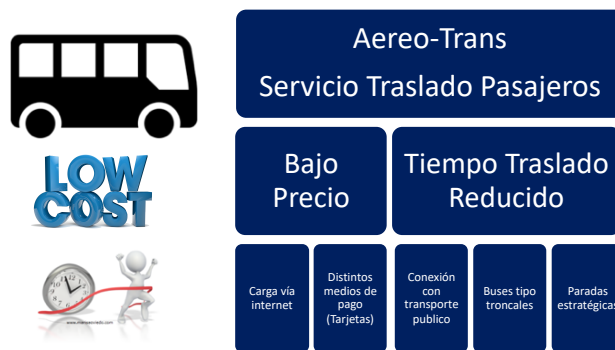 Aereo-Trans
Servicio Traslado Pasajeros
LOW
COST
Bajo
Precio
Tiempo Traslado
Reducido
Carga vía
internet
Distintos
medios de
pago
(Tarjetas)
Conexión
con
transporte
publico
Buses tipo
troncales
Paradas
estratégicas